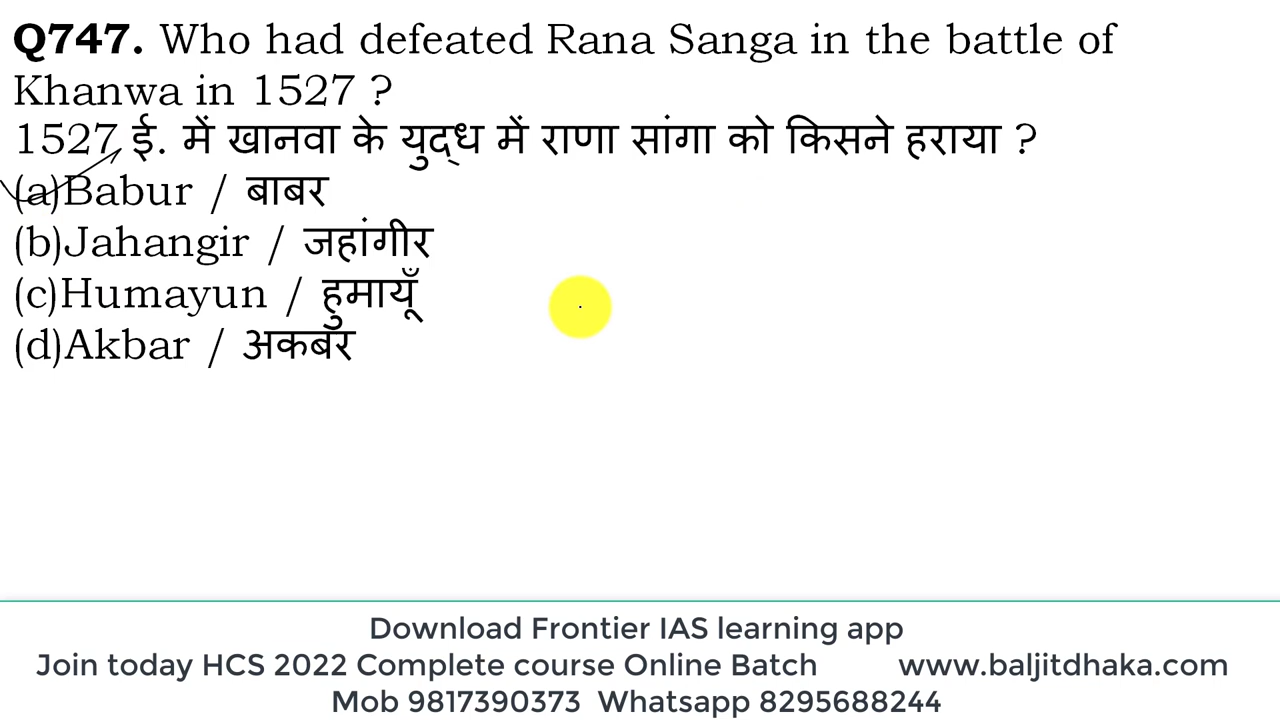 Q747. Who had defeated Rana Sanga in the battle of
Khanwa in 1527 ?
1527 ई. में खानवा के युद्ध में राणा सांगा को किसने हराया ?
(a)Babur / बाबर
(b)Jahangir / जहांगीर
(c)Humayun / हुमायूँ
(d)Akbar / अकबर
Download Frontier IAS learning app
Join today HCS 2022 Complete course Online Batch www.baljitdhaka.com
Mob 9817390373 Whatsapp 8295688244